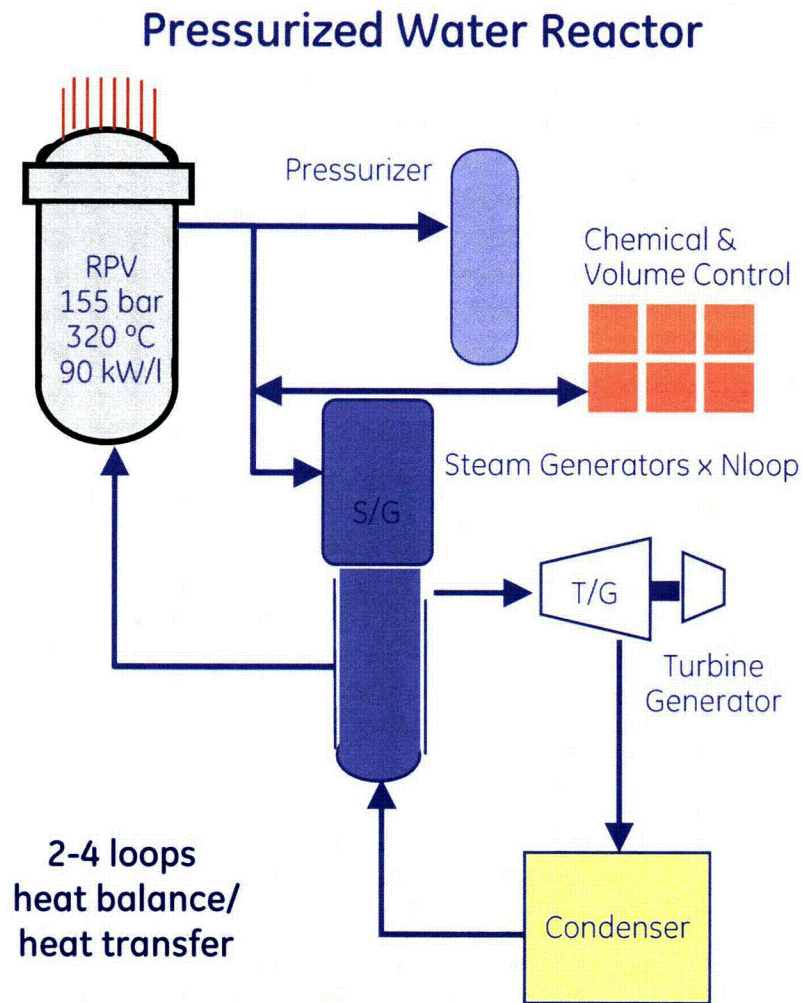 Pressurized Water Reactor
Pressurizer
Chemical &
Volume Control
RPV
155 bar
320 ºC
90 kW/l
Steam Generators x Nloop
S/G
T/G
Turbine
Generator
2-4 loops
heat balance/
heat transfer
Condenser